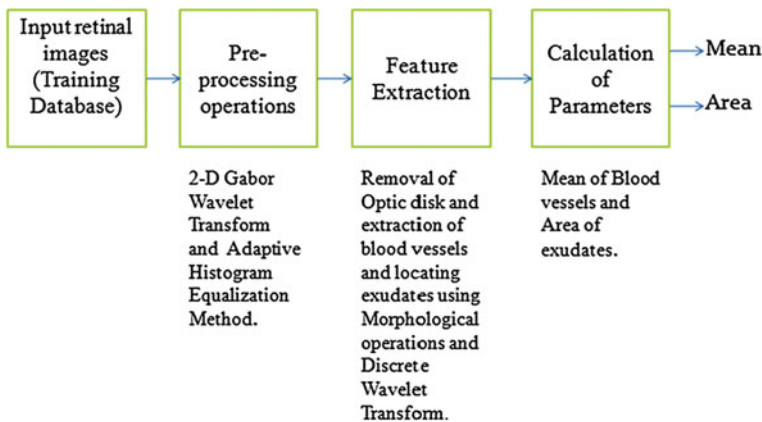 Input retinal
images
(Training
Database)
Pre-
processing
operations
Feature
Extraction
Calculation
of
Parameters
Mean
Area
2-D Gabor
Wavelet
Transform
and Adaptive
Histogram
Equalization
Method.
Removal of
Optic disk and
extraction of
blood vessels
and locating
exudates using
Morphological
operations and
Discrete
Wavelet
Transform.
Mean of Blood
vessels and
Area of
exudates.